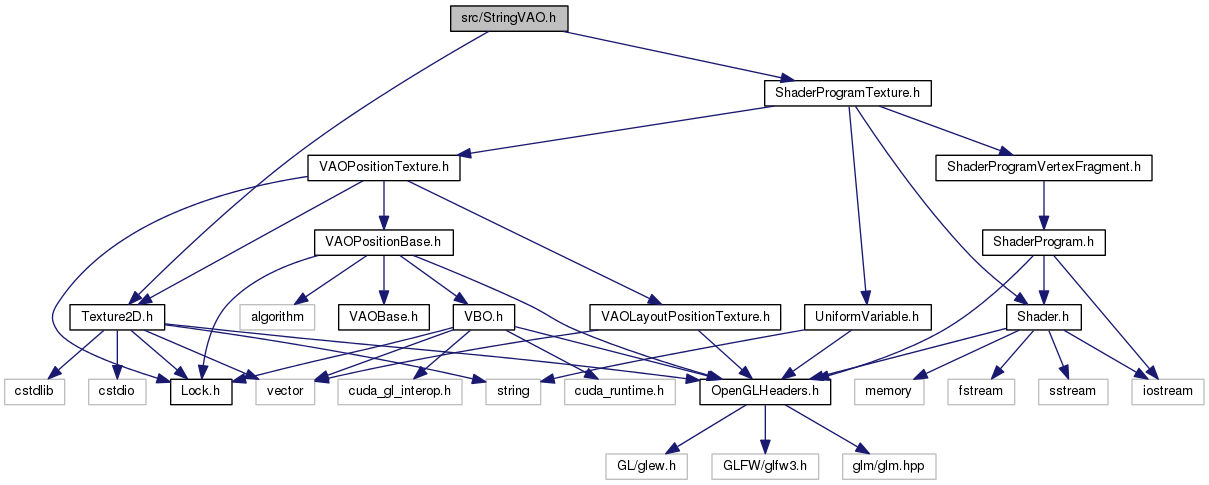 src/StringVAO.h
ShaderProgramTexture.h
VAOPositionTexture.h
ShaderProgramVertexFragment.h
VAOPositionBase.h
ShaderProgram.h
Texture2D.h
algorithm
VAOBase.h
VBO.h
VAOLayoutPositionTexture.h
UniformVariable.h
Shader.h
cstdlib
cstdio
Lock.h
vector
cuda_gl_interop.h
string
cuda_runtime.h
OpenGLHeaders.h
memory
fstream
sstream
iostream
GL/glew.h
GLFW/glfw3.h
glm/glm.hpp